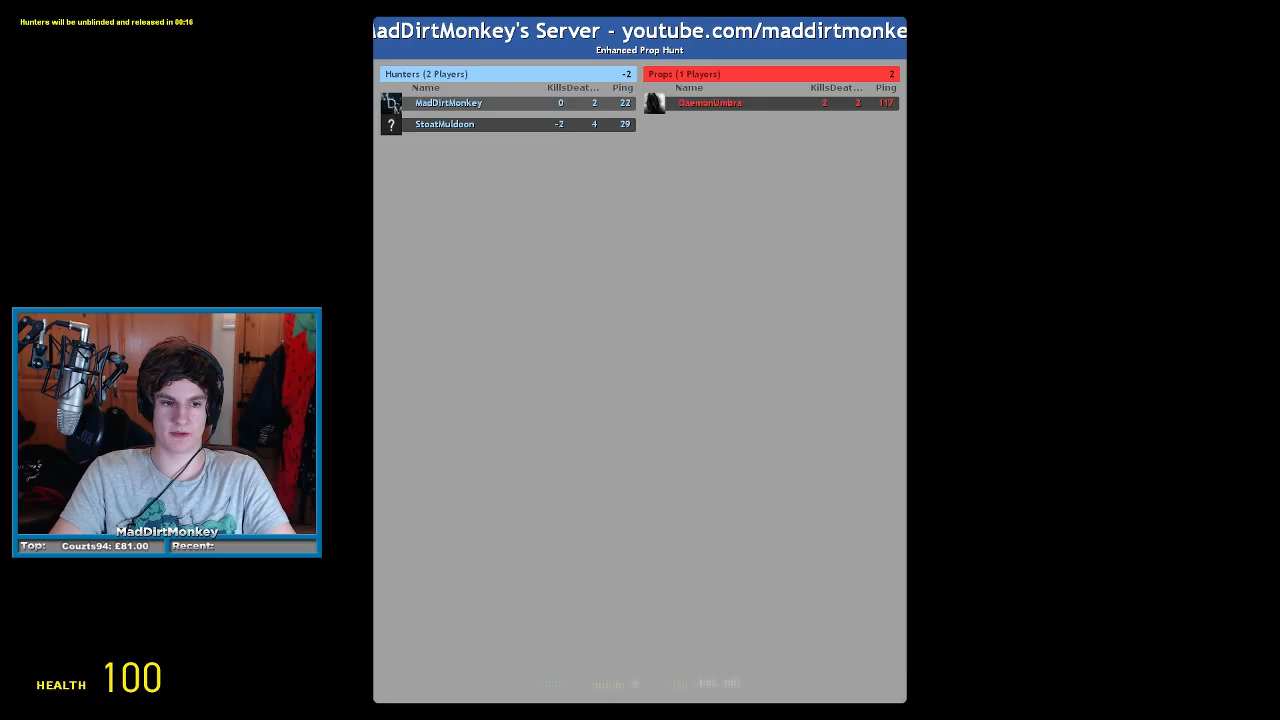 Hunters will be unblinded and released in 00:16
MadDirtMonkey's Server - youtube.com/maddirtmonke
Enhanced Prop Hunt
Hunters (2 Players) -2
Name KillsDeat... Ping
MadDirtMonkey 0 2 22
? StoatMuldoon -2 4 29
Props (1 Players) 2
Name KillsDeat... Ping
DaemonUmbra 2 2 117
MadDirtMonkey
Top: Couzts94: £81.00 Recent:
HEALTH 100